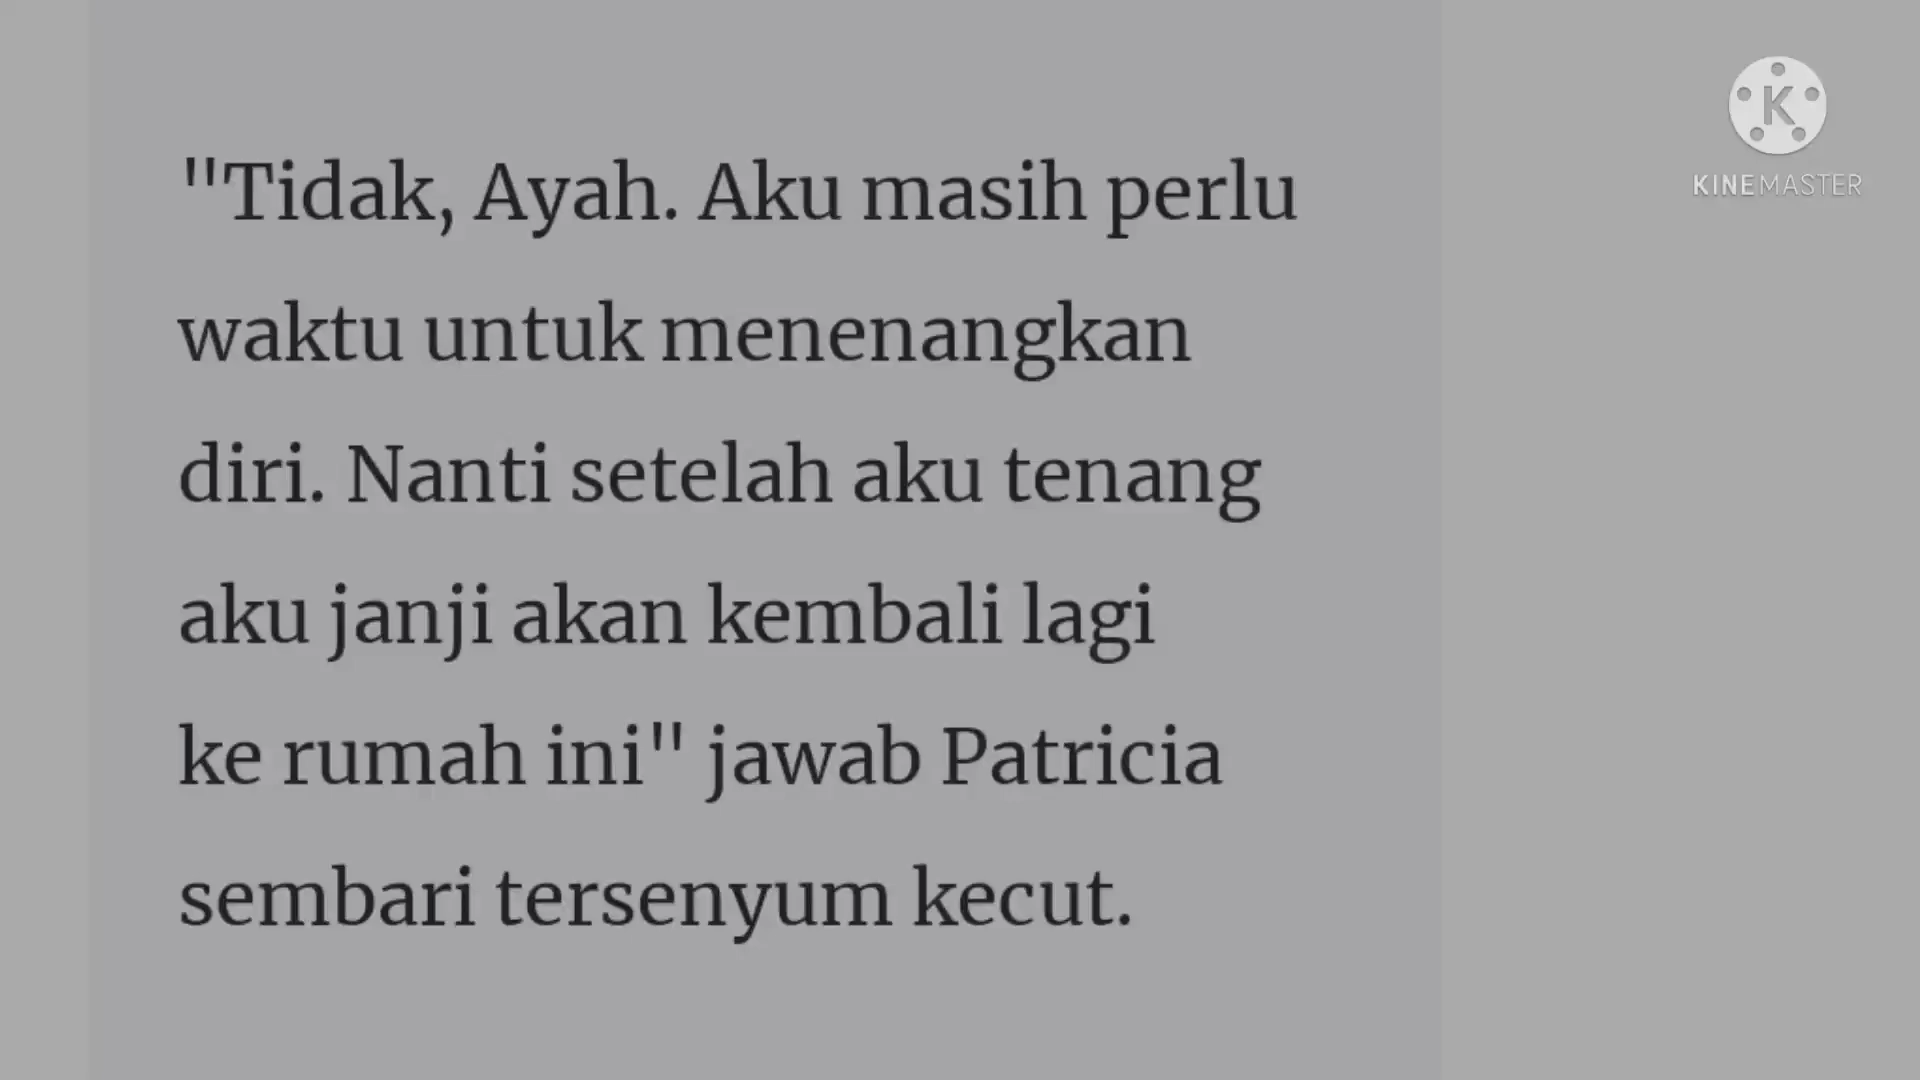 "Tidak, Ayah. Aku masih perlu
waktu untuk menenangkan
diri. Nanti setelah aku tenang
aku janji akan kembali lagi
ke rumah ini" jawab Patricia
sembari tersenyum kecut.
K
KINEMASTER